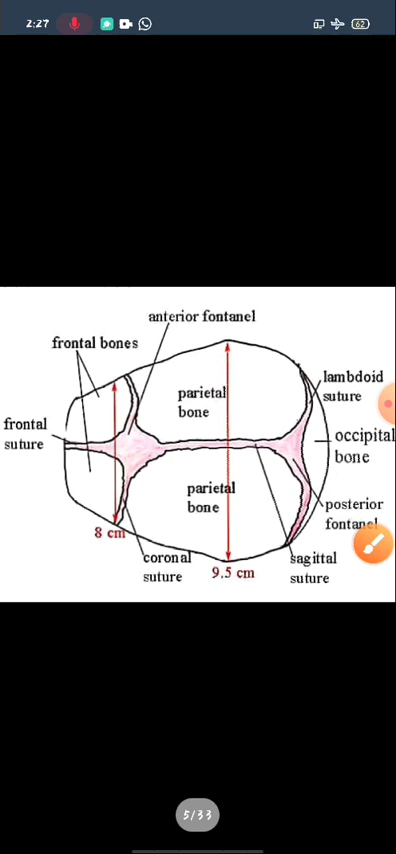 2:27
62
anterior fontanel
frontal bones
lambdoid
suture
parietal
bone
frontal
suture
occipital
bone
parietal
bone
posterior
fontanel
8 cm
coronal
suture
9.5 cm
sagittal
suture
5/33